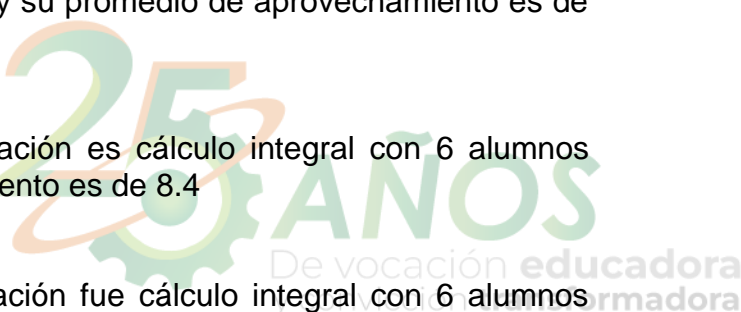 y su promedio de aprovechamiento es de
ación es cálculo integral con 6 alumnos
ento es de 8.4
25 AÑOS
De vocación educadora
ación fue cálculo integral con 6 alumnos
transformadora